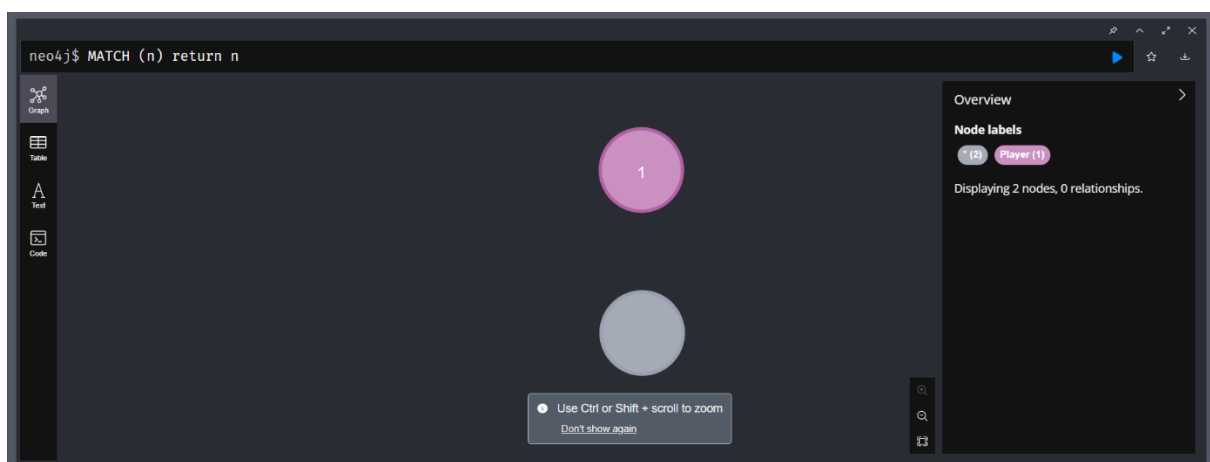 neo4j$ MATCH (n) return n
Graph
Table
A
Text
Code
1
Overview
Node labels
* (2) Player (1)
Displaying 2 nodes, 0 relationships.
Use Ctrl or Shift + scroll to zoom
Don't show again